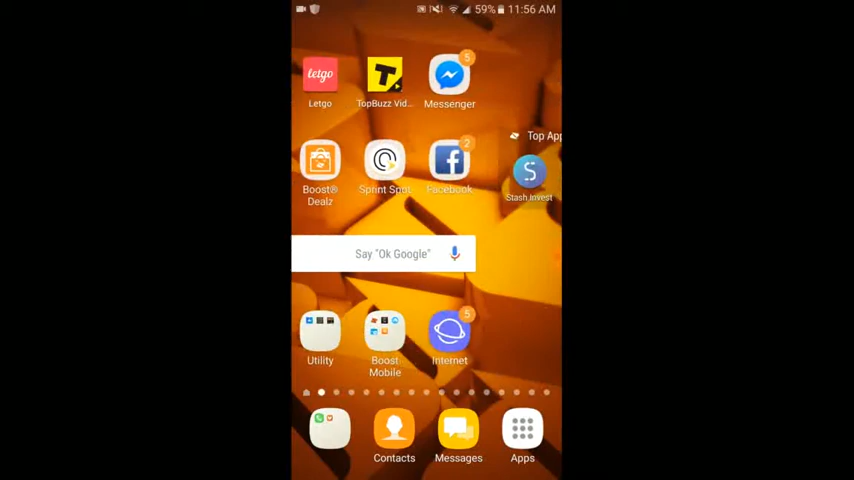 59% 11:56 AM
letgo
T
5
Letgo
TopBuzz Vid...
Messenger
Top App
2
Boost®
Dealz
Sprint Spot
Facebook
Stash Invest
Say "Ok Google"
5
Utility
Boost
Mobile
Internet
Contacts
Messages
Apps